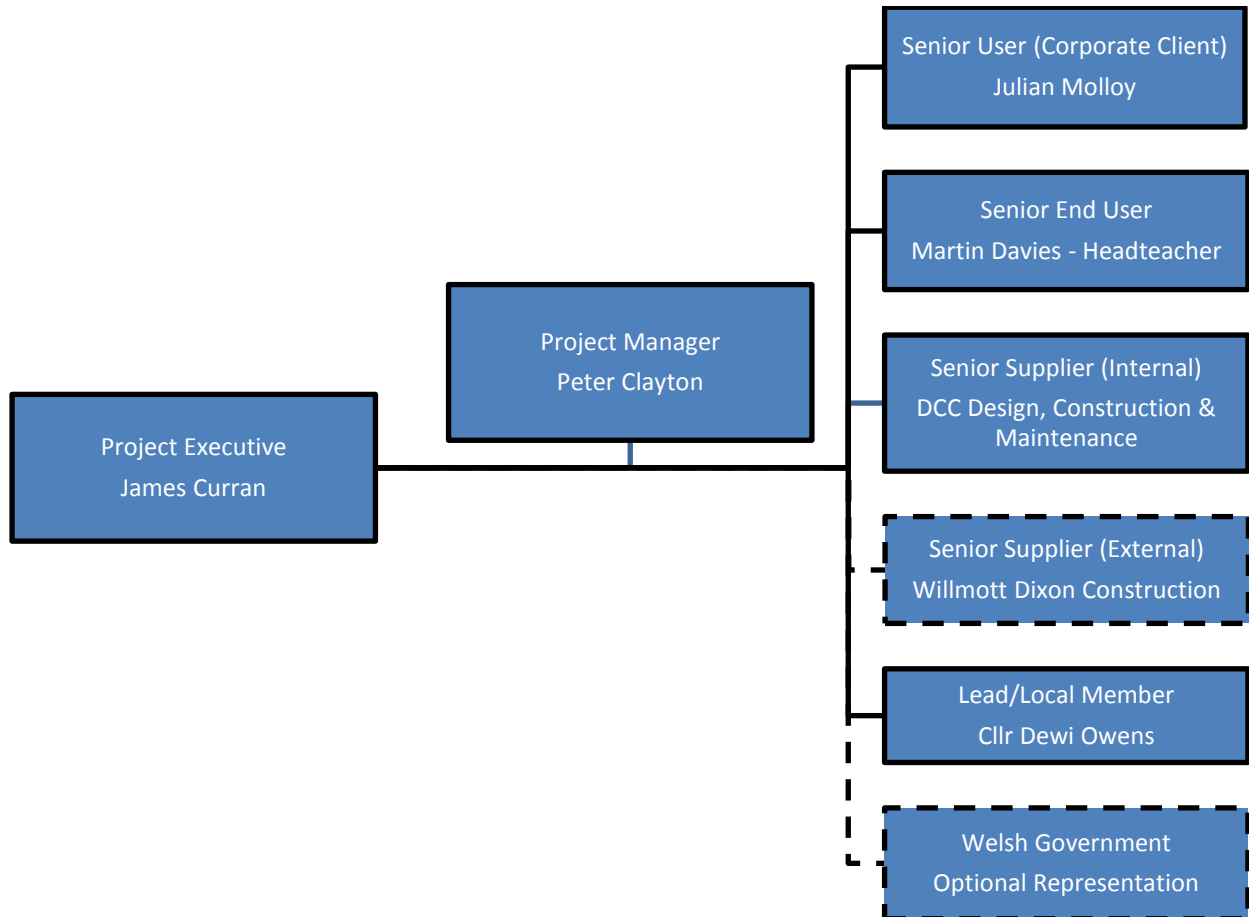 Senior User (Corporate Client)
Julian Molloy
Senior End User
Martin Davies - Headteacher
Project Manager
Peter Clayton
Senior Supplier (Internal)
DCC Design, Construction &
Maintenance
Project Executive
James Curran
Senior Supplier (External)
Willmott Dixon Construction
Lead/Local Member
Cllr Dewi Owens
Welsh Government
Optional Representation